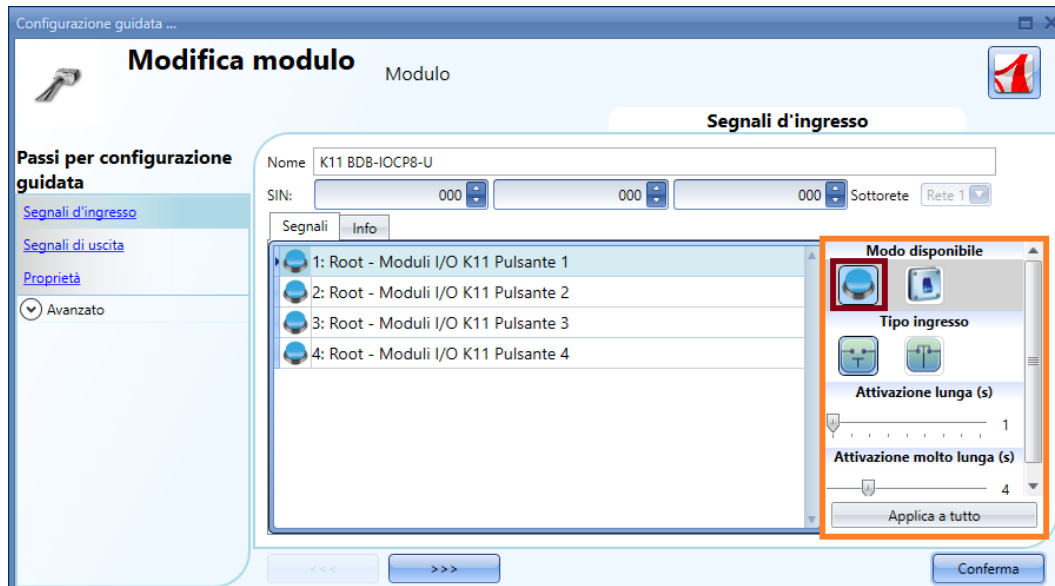 Configurazione guidata ...
Modifica modulo
Modulo
Segnali d'ingresso
Passi per configurazione
guidata
Segnali d'ingresso
Segnali di uscita
Proprietà
Avanzato
Nome K11 BDB-IOCP8-U
SIN: 000 000 000 Sottorete Rete 1
Segnali Info
1: Root - Moduli I/O K11 Pulsante 1
2: Root - Moduli I/O K11 Pulsante 2
3: Root - Moduli I/O K11 Pulsante 3
4: Root - Moduli I/O K11 Pulsante 4
Modo disponibile
Tipo ingresso
Attivazione lunga (s)
1
Attivazione molto lunga (s)
4
Applica a tutto
<<< >>> Conferma